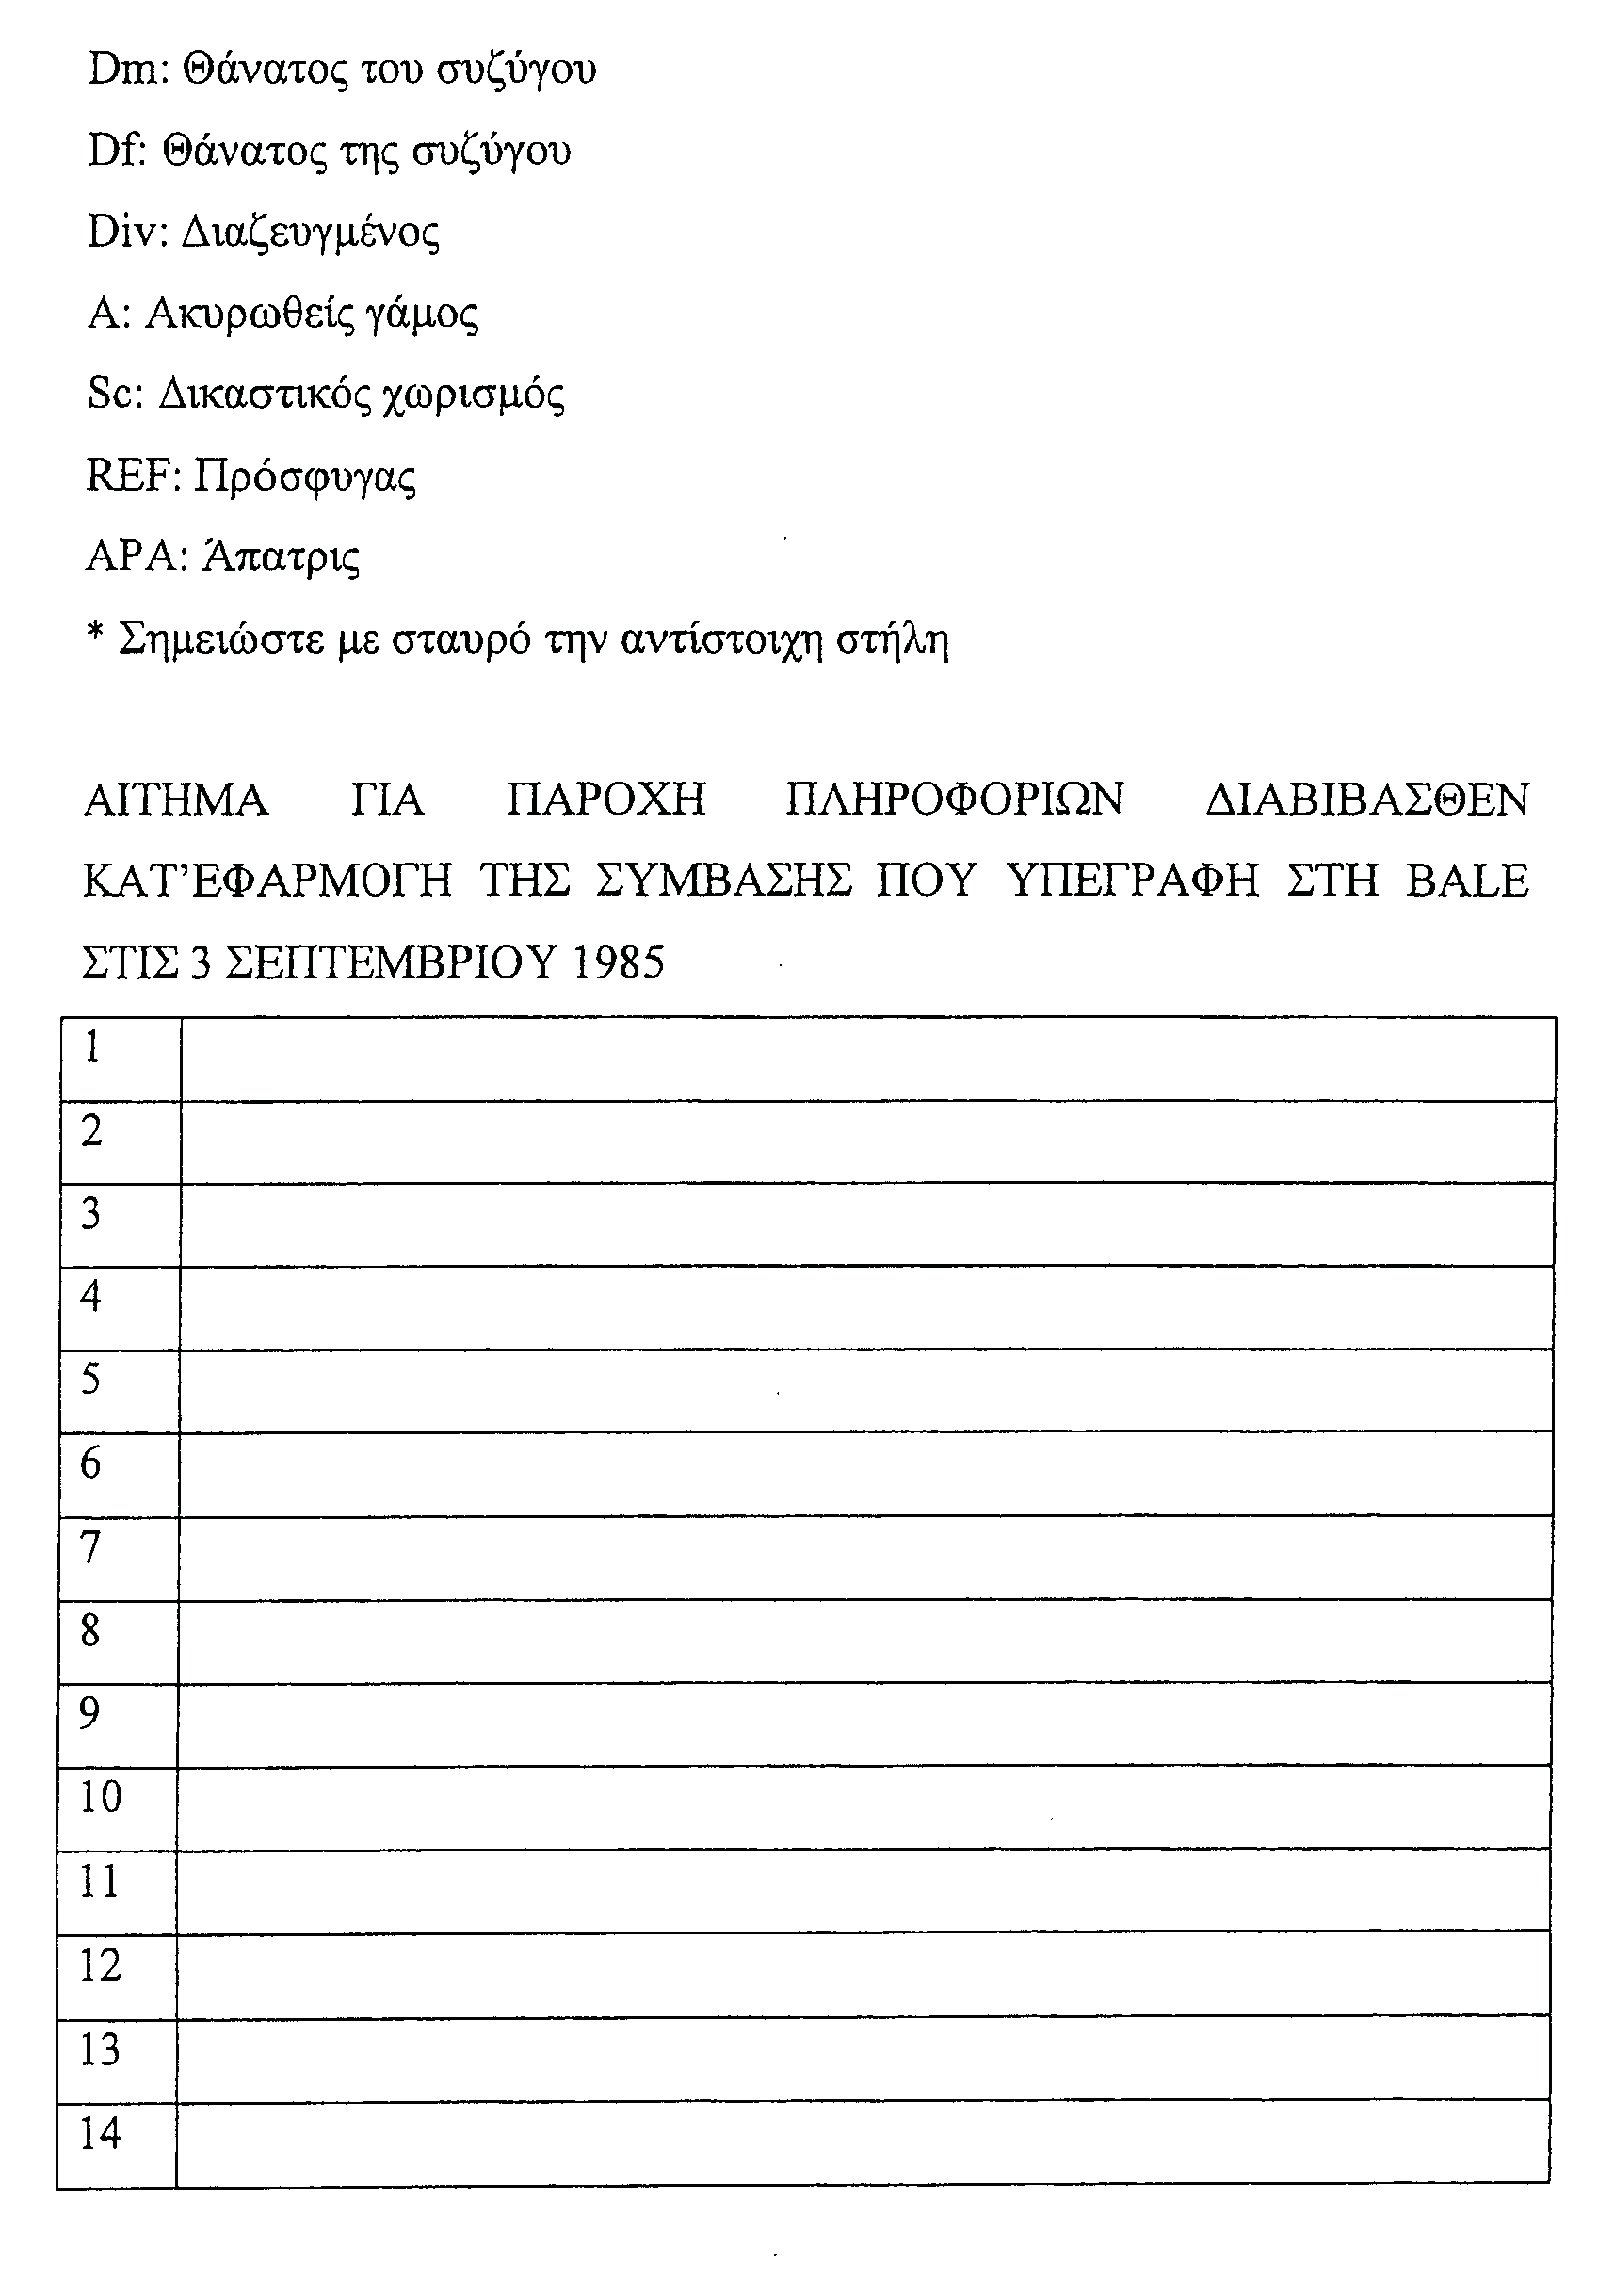 Dm: Θάνατος του συζύγου
Df: Θάνατος της συζύγου
Div: Διαζευγμένος
A: Ακυρωθείς γάμος
Sc: Δικαστικός χωρισμός
REF: Πρόσφυγας
APA: Άπατρις
* Σημειώστε με σταυρό την αντίστοιχη στήλη
ΑΙΤΗΜΑ ΓΙΑ ΠΑΡΟΧΗ ΠΛΗΡΟΦΟΡΙΩΝ ΔΙΑΒΙΒΑΣΘΕΝ
ΚΑΤ’ΕΦΑΡΜΟΓΗ ΤΗΣ ΣΥΜΒΑΣΗΣ ΠΟΥ ΥΠΕΓΡΑΦΗ ΣΤΗ BALE
ΣΤΙΣ 3 ΣΕΠΤΕΜΒΡΙΟΥ 1985
1
2
3
4
5
6
7
8
9
10
11
12
13
14